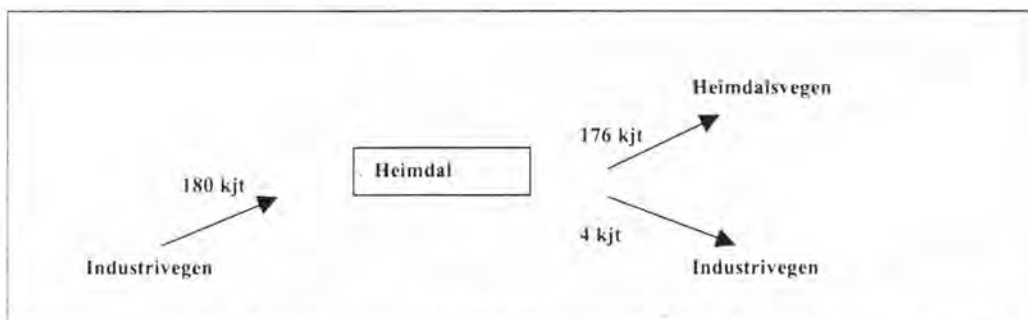 Heimdalsvegen
176 kjt
Heimdal
180 kjt
4 kjt
Industrivegen
Industrivegen